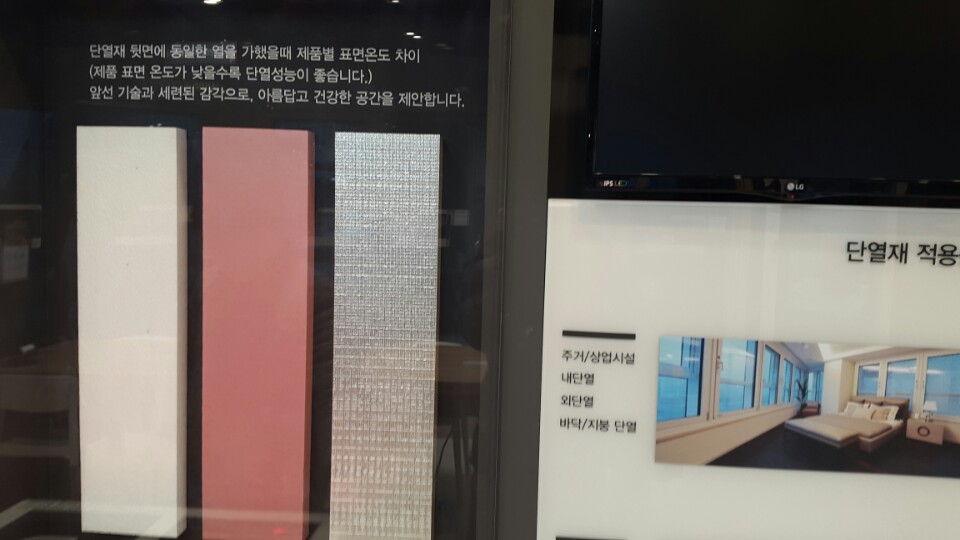 단열재 뒷면에 동일한 열을 가했을때 제품별 표면온도 차이
(제품 표면 온도가 낮을수록 단열성능이 좋습니다.)
앞선 기술과 세련된 감각으로, 아름답고 건강한 공간을 제안합니다.
IPS
LG
단열재 적용
주거/상업시설
내단열
외단열
바닥/지붕 단열